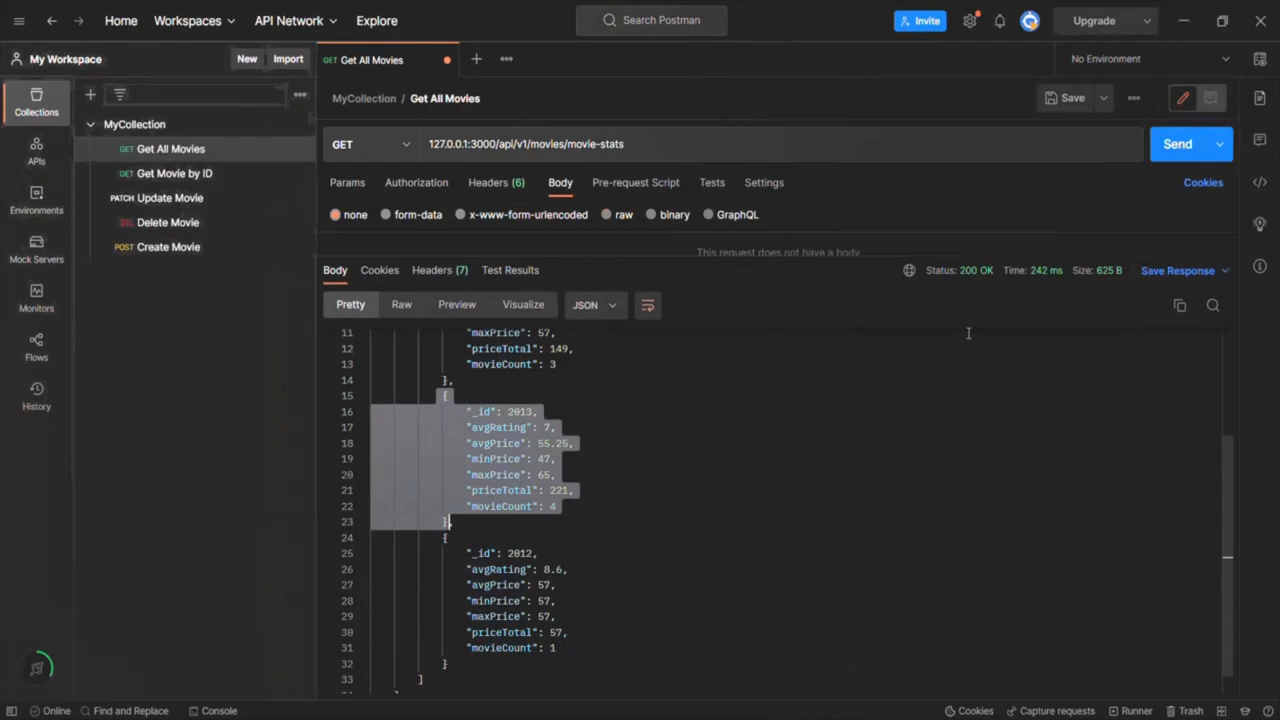 Home Workspaces API Network Explore Search Postman Invite Upgrade
My Workspace New Import GET Get All Movies No Environment
Collections
APIs
Environments
Mock Servers
Monitors
Flows
History
MyCollection
GET Get All Movies
GET Get Movie by ID
PATCH Update Movie
DEL Delete Movie
POST Create Movie
MyCollection / Get All Movies Save
GET 127.0.0.1:3000/api/v1/movies/movie-stats Send
Params Authorization Headers (6) Body Pre-request Script Tests Settings Cookies
none form-data x-www-form-urlencoded raw binary GraphQL
This request does not have a body
Body Cookies Headers (7) Test Results Status: 200 OK Time: 242 ms Size: 625 B Save Response
Pretty Raw Preview Visualize JSON
11 "maxPrice": 57,
12 "priceTotal": 149,
13 "movieCount": 3
14 },
15 {
16 "_id": 2013,
17 "avgRating": 7,
18 "avgPrice": 55.25,
19 "minPrice": 47,
20 "maxPrice": 65,
21 "priceTotal": 221,
22 "movieCount": 4
23 },
24 {
25 "_id": 2012,
26 "avgRating": 8.6,
27 "avgPrice": 57,
28 "minPrice": 57,
29 "maxPrice": 57,
30 "priceTotal": 57,
31 "movieCount": 1
32 }
33 ]
Online Find and Replace Console Cookies Capture requests Runner Trash